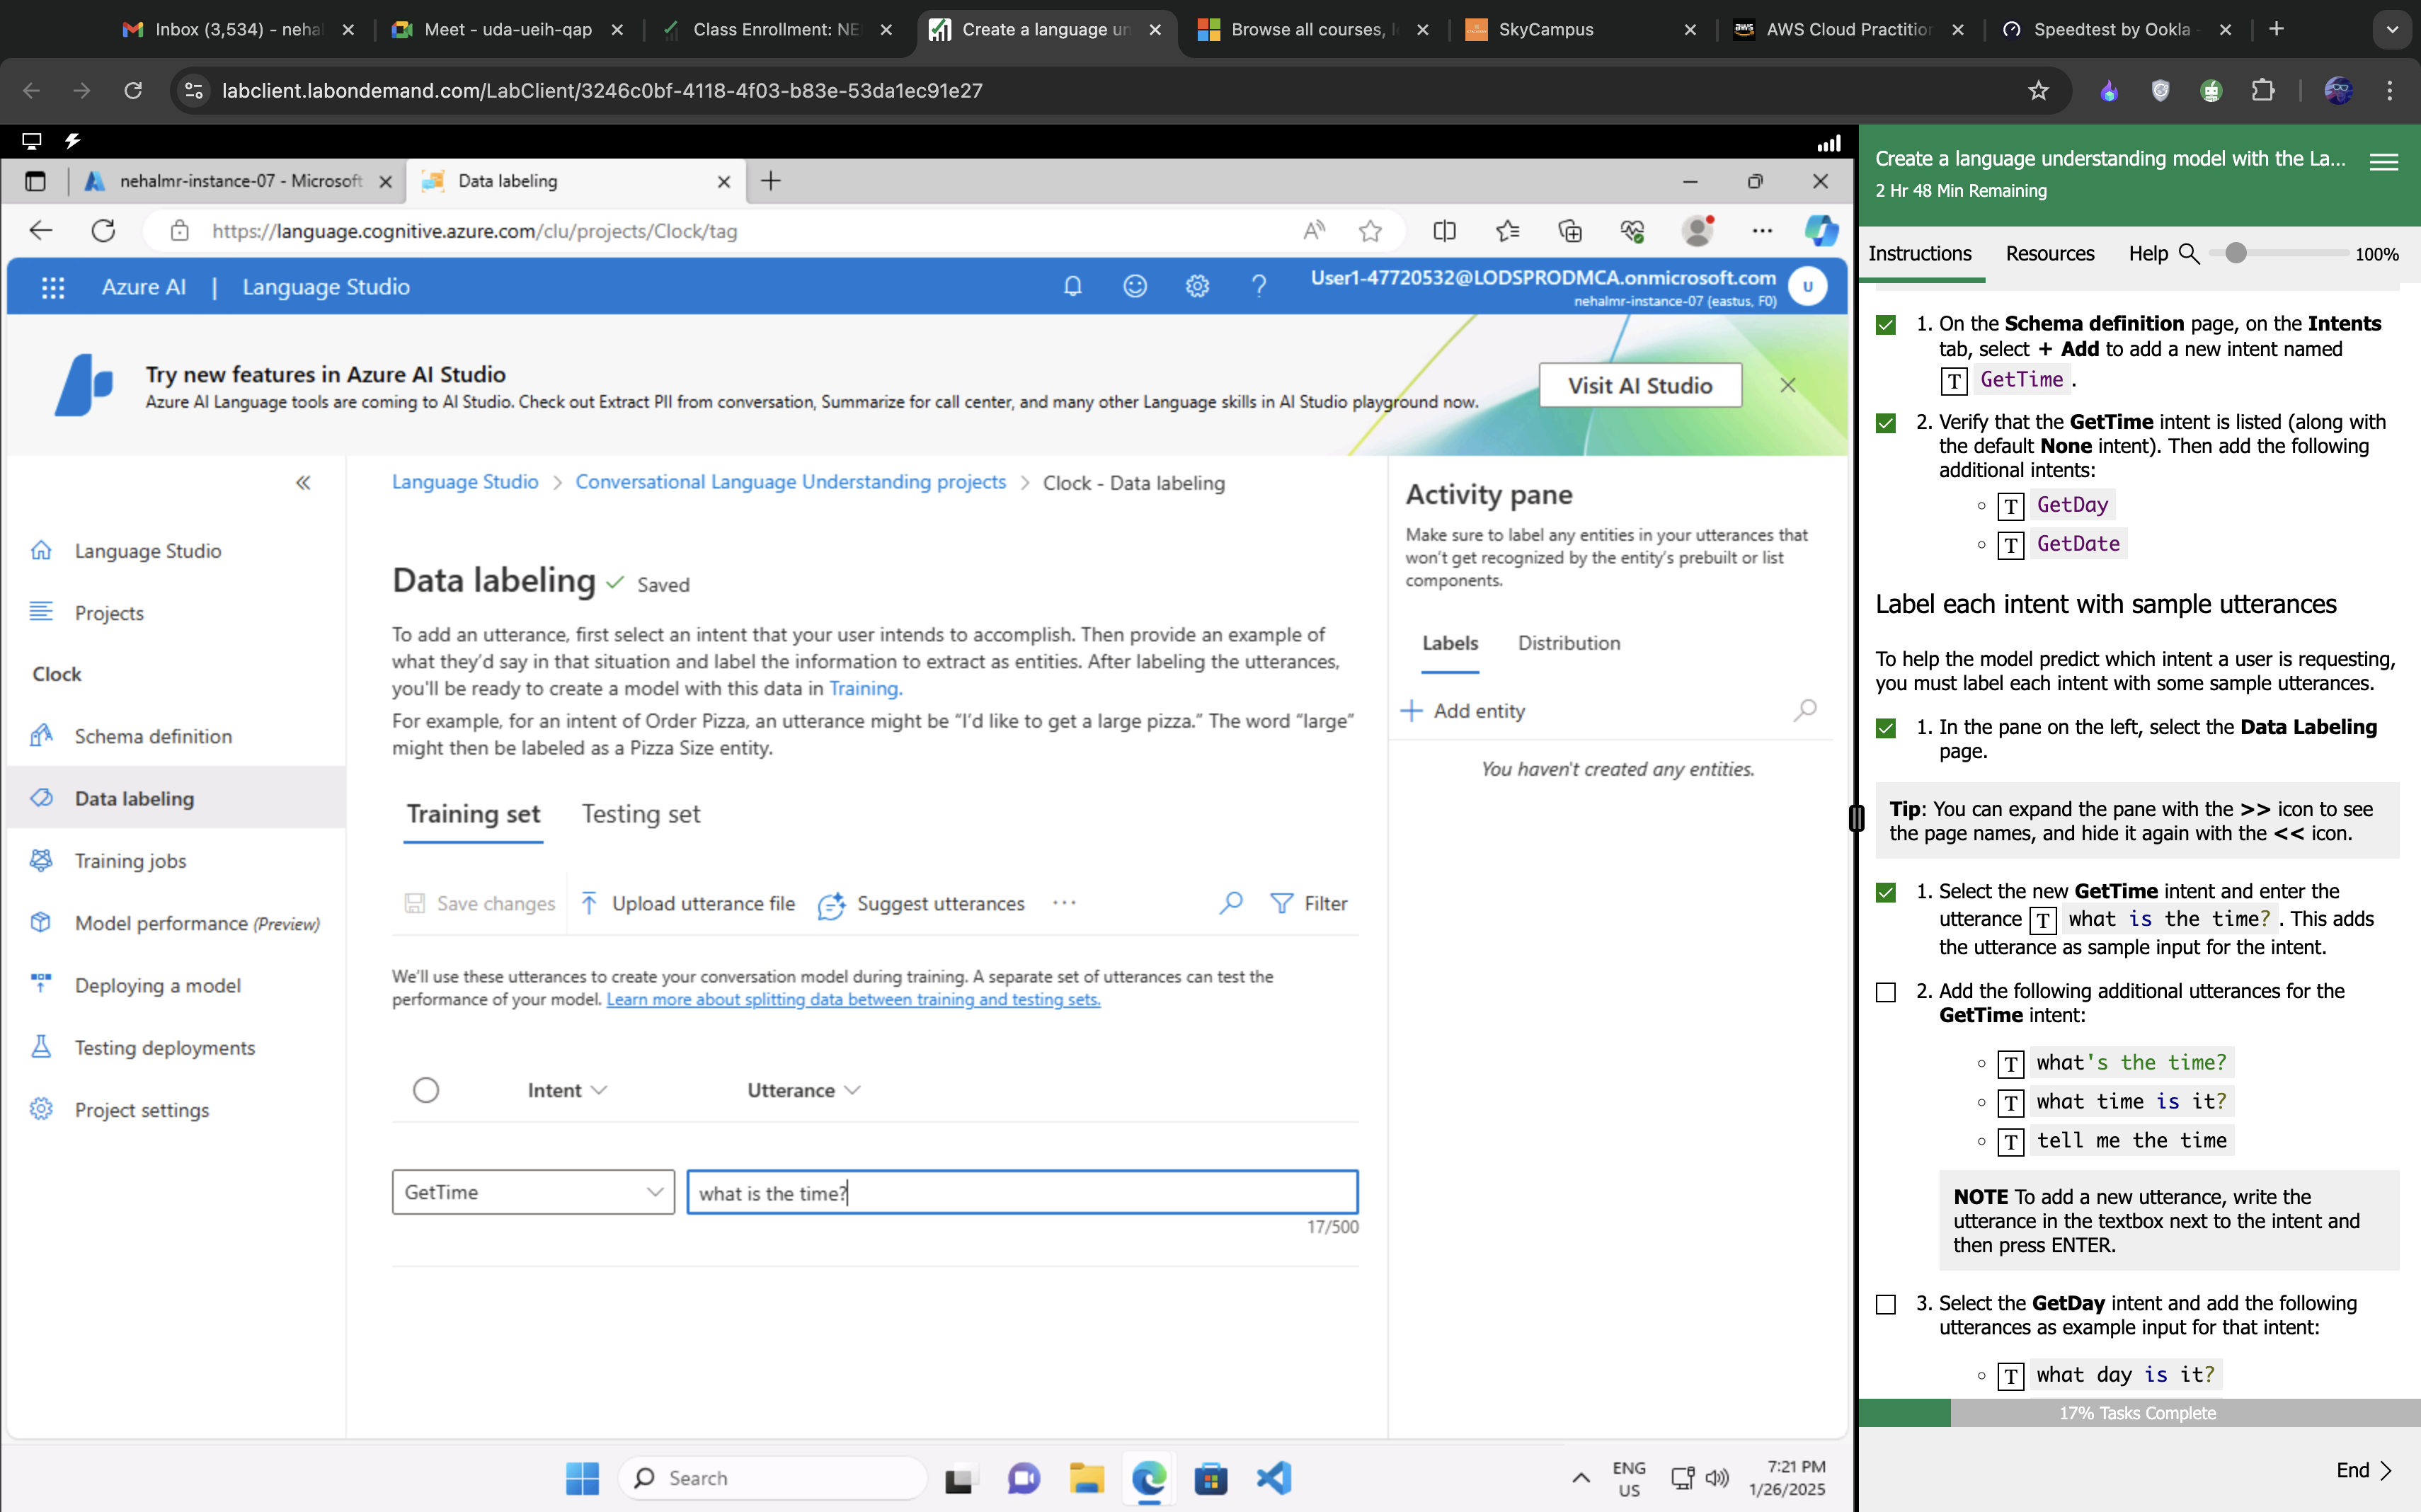 Inbox (3,534) - neha
Meet - uda-ueih-qap
Class Enrollment: NE
Create a language un
Browse all courses, l
SkyCampus
AWS Cloud Practition
Speedtest by Ookla -
labclient.labondemand.com/LabClient/3246c0bf-4118-4f03-b83e-53da1ec91e27
nehalmr-instance-07 - Microsoft
Data labeling
https://language.cognitive.azure.com/clu/projects/Clock/tag
Azure AI | Language Studio
User1-47720532@LODSPRODMCA.onmicrosoft.com
nehalmr-instance-07 (eastus, F0)
U
Try new features in Azure AI Studio
Azure AI Language tools are coming to AI Studio. Check out Extract PII from conversation, Summarize for call center, and many other Language skills in AI Studio playground now.
Visit AI Studio
Language Studio
Projects
Clock
Schema definition
Data labeling
Training jobs
Model performance (Preview)
Deploying a model
Testing deployments
Project settings
Language Studio > Conversational Language Understanding projects > Clock - Data labeling
Data labeling Saved
To add an utterance, first select an intent that your user intends to accomplish. Then provide an example of
what they'd say in that situation and label the information to extract as entities. After labeling the utterances,
you'll be ready to create a model with this data in Training.
For example, for an intent of Order Pizza, an utterance might be “I’d like to get a large pizza.” The word “large”
might then be labeled as a Pizza Size entity.
Training set
Testing set
Save changes
Upload utterance file
Suggest utterances
...
Filter
We'll use these utterances to create your conversation model during training. A separate set of utterances can test the
performance of your model. Learn more about splitting data between training and testing sets.
Intent
Utterance
GetTime
what is the time?
17/500
Activity pane
Make sure to label any entities in your utterances that
won't get recognized by the entity's prebuilt or list
components.
Labels
Distribution
Add entity
You haven't created any entities.
Search
ENG
US
7:21 PM
1/26/2025
Create a language understanding model with the La...
2 Hr 48 Min Remaining
Instructions
Resources
Help
100%
1. On the Schema definition page, on the Intents
tab, select + Add to add a new intent named
T GetTime .
2. Verify that the GetTime intent is listed (along with
the default None intent). Then add the following
additional intents:
T GetDay
T GetDate
Label each intent with sample utterances
To help the model predict which intent a user is requesting,
you must label each intent with some sample utterances.
1. In the pane on the left, select the Data Labeling
page.
Tip: You can expand the pane with the >> icon to see
the page names, and hide it again with the << icon.
1. Select the new GetTime intent and enter the
utterance T what is the time? . This adds
the utterance as sample input for the intent.
2. Add the following additional utterances for the
GetTime intent:
T what's the time?
T what time is it?
T tell me the time
NOTE To add a new utterance, write the
utterance in the textbox next to the intent and
then press ENTER.
3. Select the GetDay intent and add the following
utterances as example input for that intent:
T what day is it?
17% Tasks Complete
End >